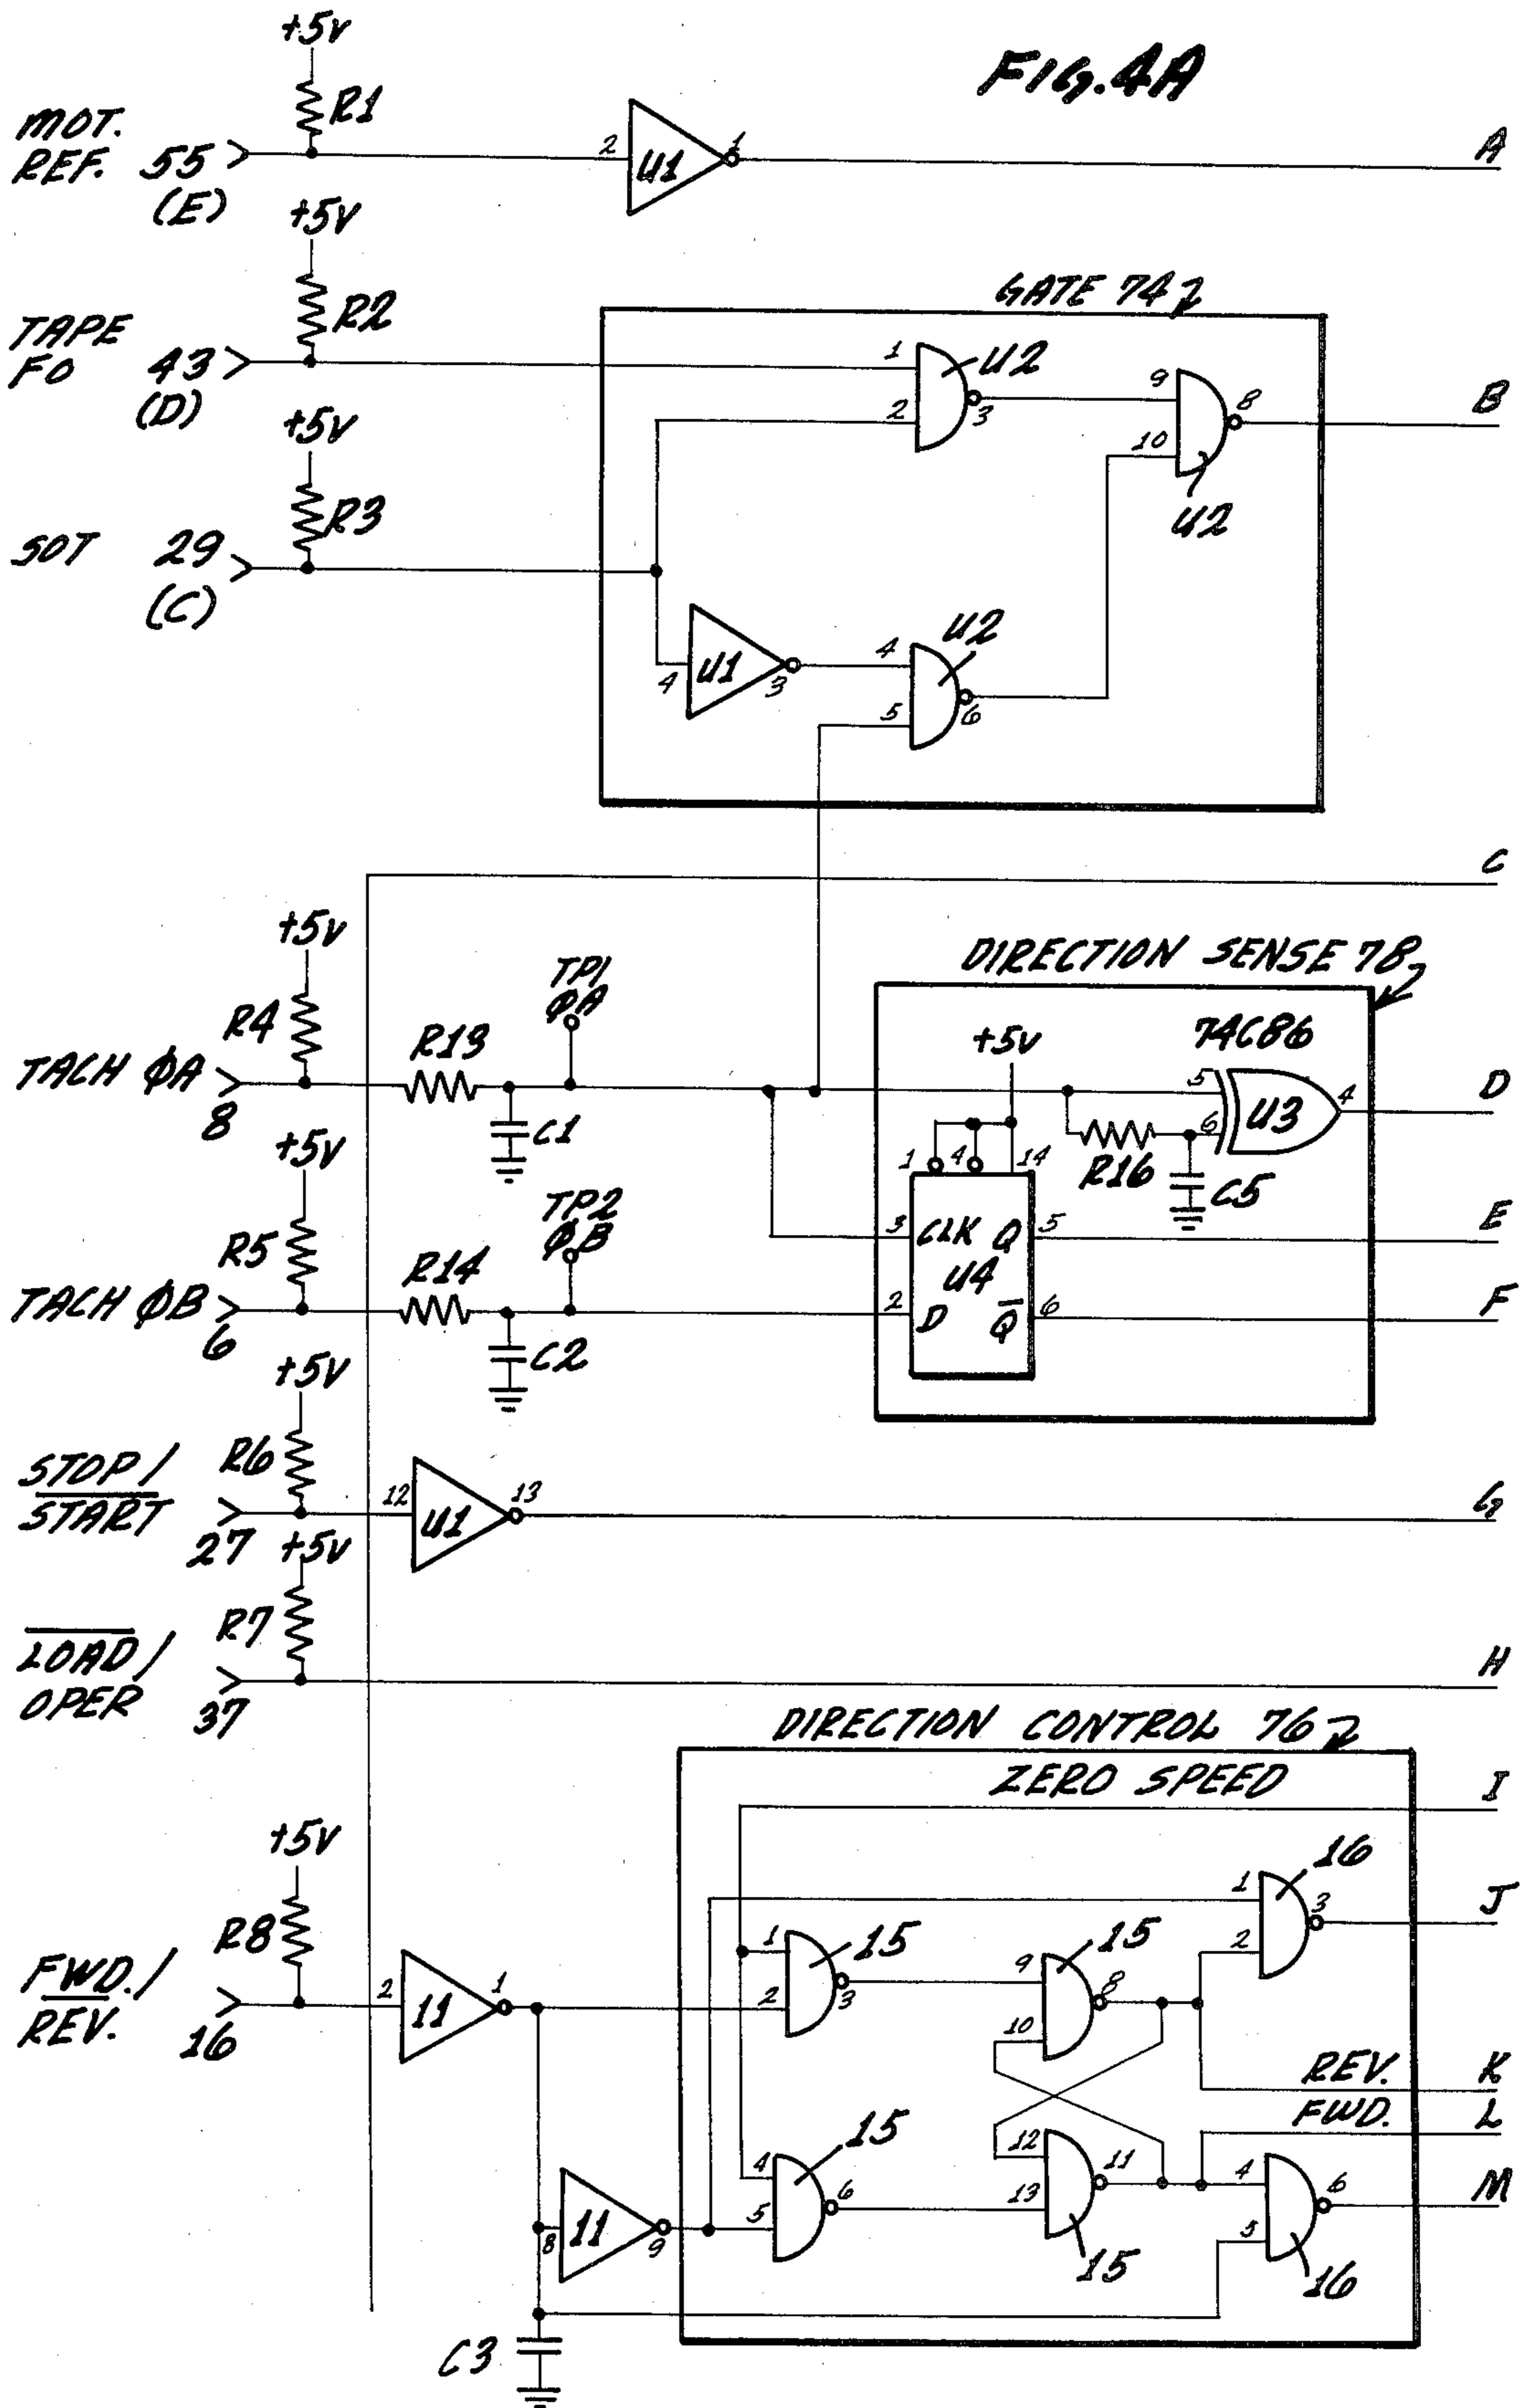 FIG. 4A
+5V
R1
MOT.
REF. 55
(E)
2
U1
1
A
+5V
R2
TAPE
FO 43
(D)
GATE 74
1
2
U2
3
9
10
U2
8
B
+5V
R3
SOT 29
(C)
4
U1
3
4
5
U2
6
C
+5V
R4
TACH ΦA
8
R13
TP1
ΦA
C1
DIRECTION SENSE 78
+5V
74C86
5
6
U3
4
D
R16
C5
1
4
14
3
CLK
Q
5
E
U4
2
D
Q̅
6
F
+5V
R5
TACH ΦB
6
R14
TP2
ΦB
C2
+5V
R6
STOP/
S̅T̅A̅R̅T̅
27
12
U1
13
G
+5V
R7
L̅O̅A̅D̅/
OPER
37
H
DIRECTION CONTROL 76
ZERO SPEED
I
+5V
R8
FWD./
R̅E̅V̅.
16
2
11
1
1
2
15
3
9
10
15
8
1
2
16
3
J
REV. K
FWD. L
8
11
9
4
5
15
6
12
13
15
11
4
5
16
6
M
C3